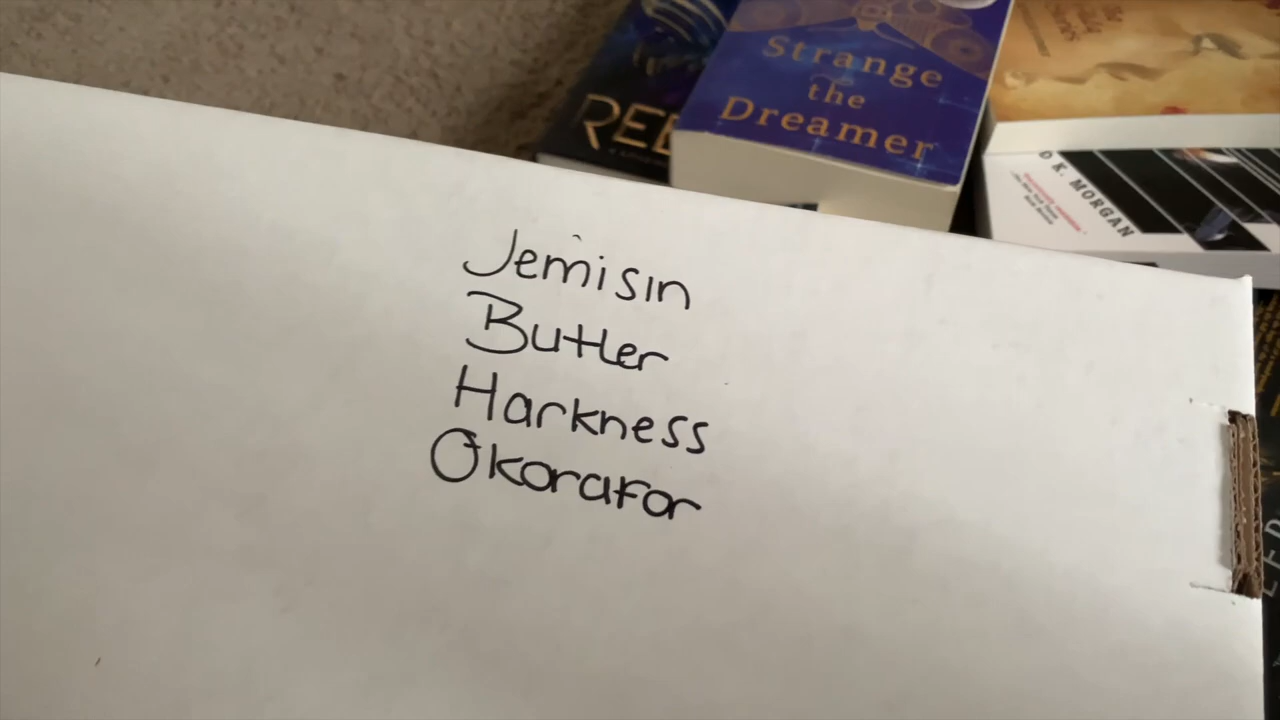 Strange
the
Dreamer
K. MORGAN
Jemisin
Butler
Harkness
Okorafor